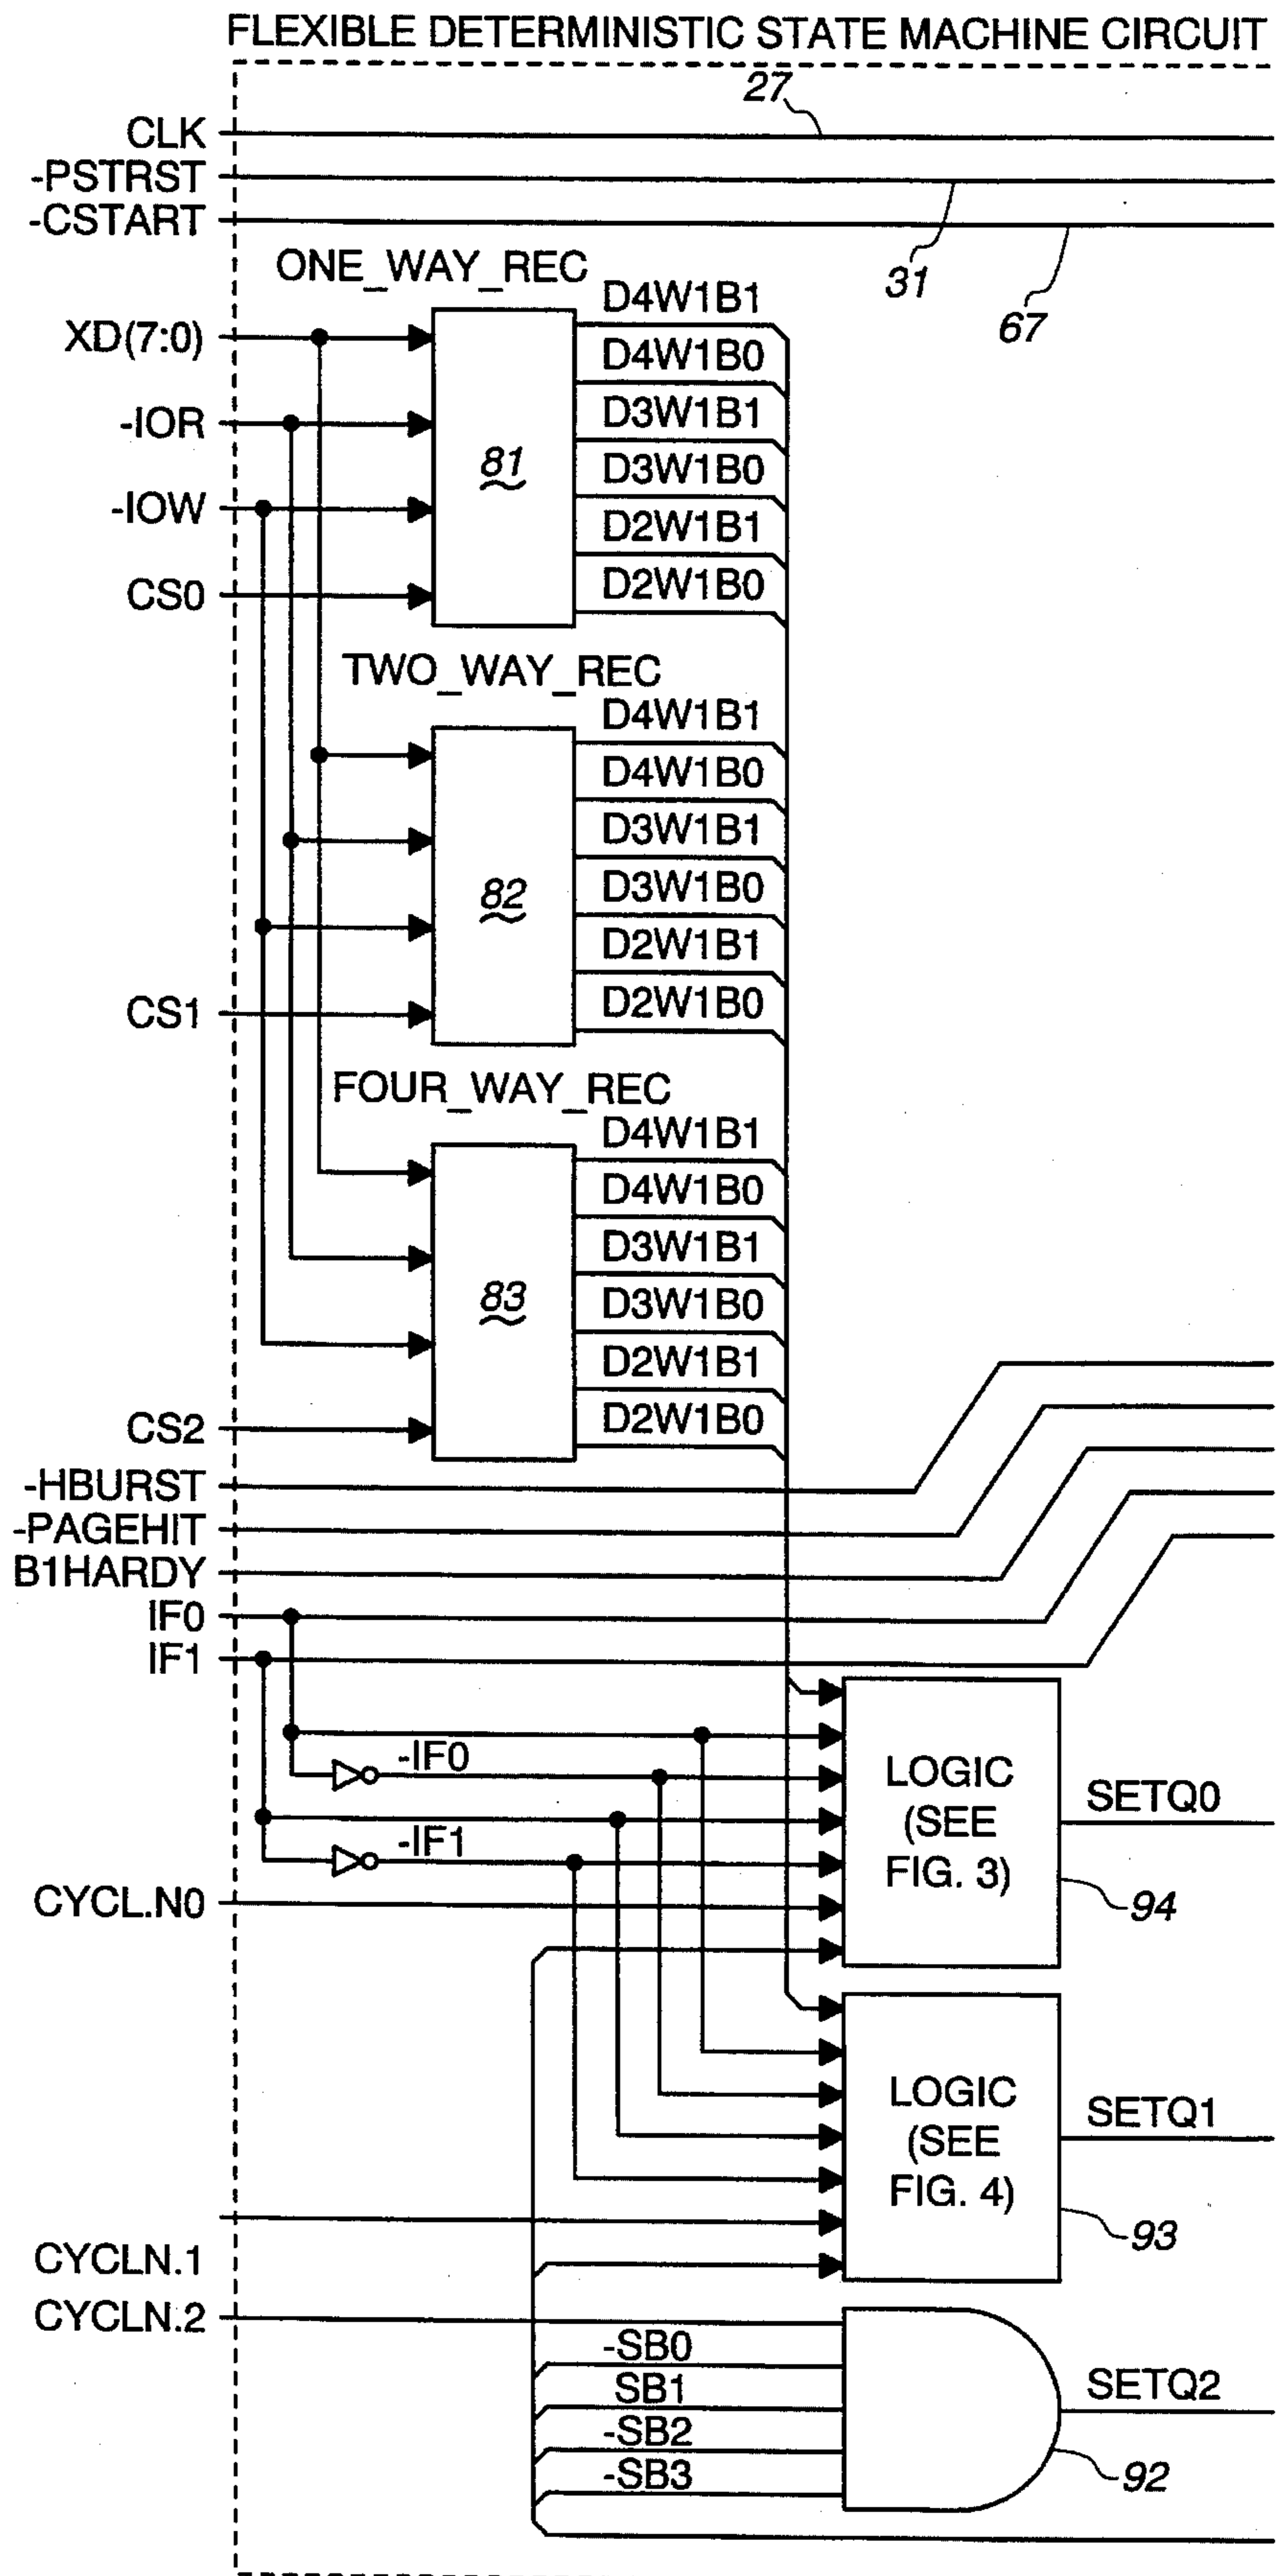 FLEXIBLE DETERMINISTIC STATE MACHINE CIRCUIT
27
CLK
-PSTRST
-CSTART
31
67
ONE_WAY_REC
XD(7:0)
-IOR
-IOW
CS0
81
D4W1B1
D4W1B0
D3W1B1
D3W1B0
D2W1B1
D2W1B0
TWO_WAY_REC
82
D4W1B1
D4W1B0
D3W1B1
D3W1B0
D2W1B1
D2W1B0
CS1
FOUR_WAY_REC
83
D4W1B1
D4W1B0
D3W1B1
D3W1B0
D2W1B1
D2W1B0
CS2
-HBURST
-PAGEHIT
B1HARDY
IF0
IF1
-IF0
-IF1
CYCL.N0
LOGIC
(SEE
FIG. 3)
SETQ0
94
LOGIC
(SEE
FIG. 4)
SETQ1
93
CYCLN.1
CYCLN.2
-SB0
SB1
-SB2
-SB3
SETQ2
92